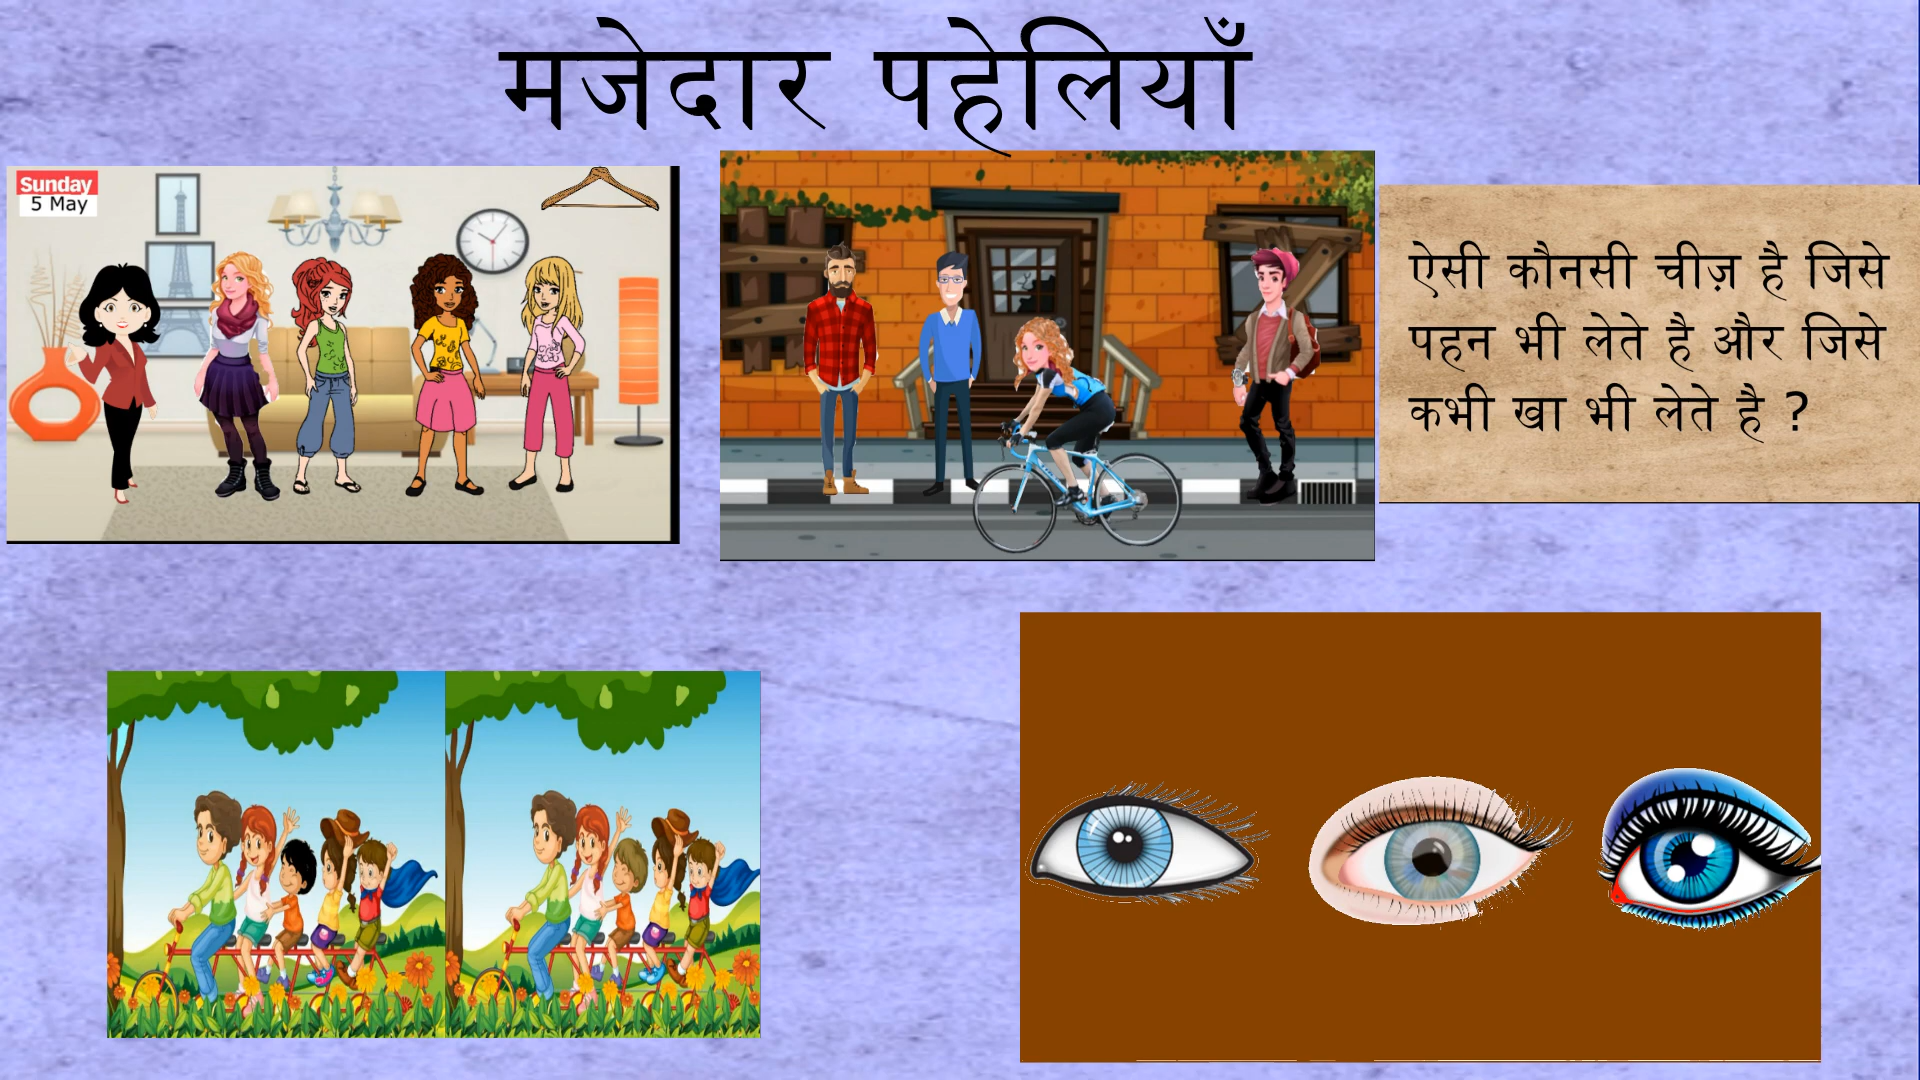 मजेदार पहेलियाँ
Sunday
5 May
ऐसी कौनसी चीज़ है जिसे
पहन भी लेते है और जिसे
कभी खा भी लेते है ?